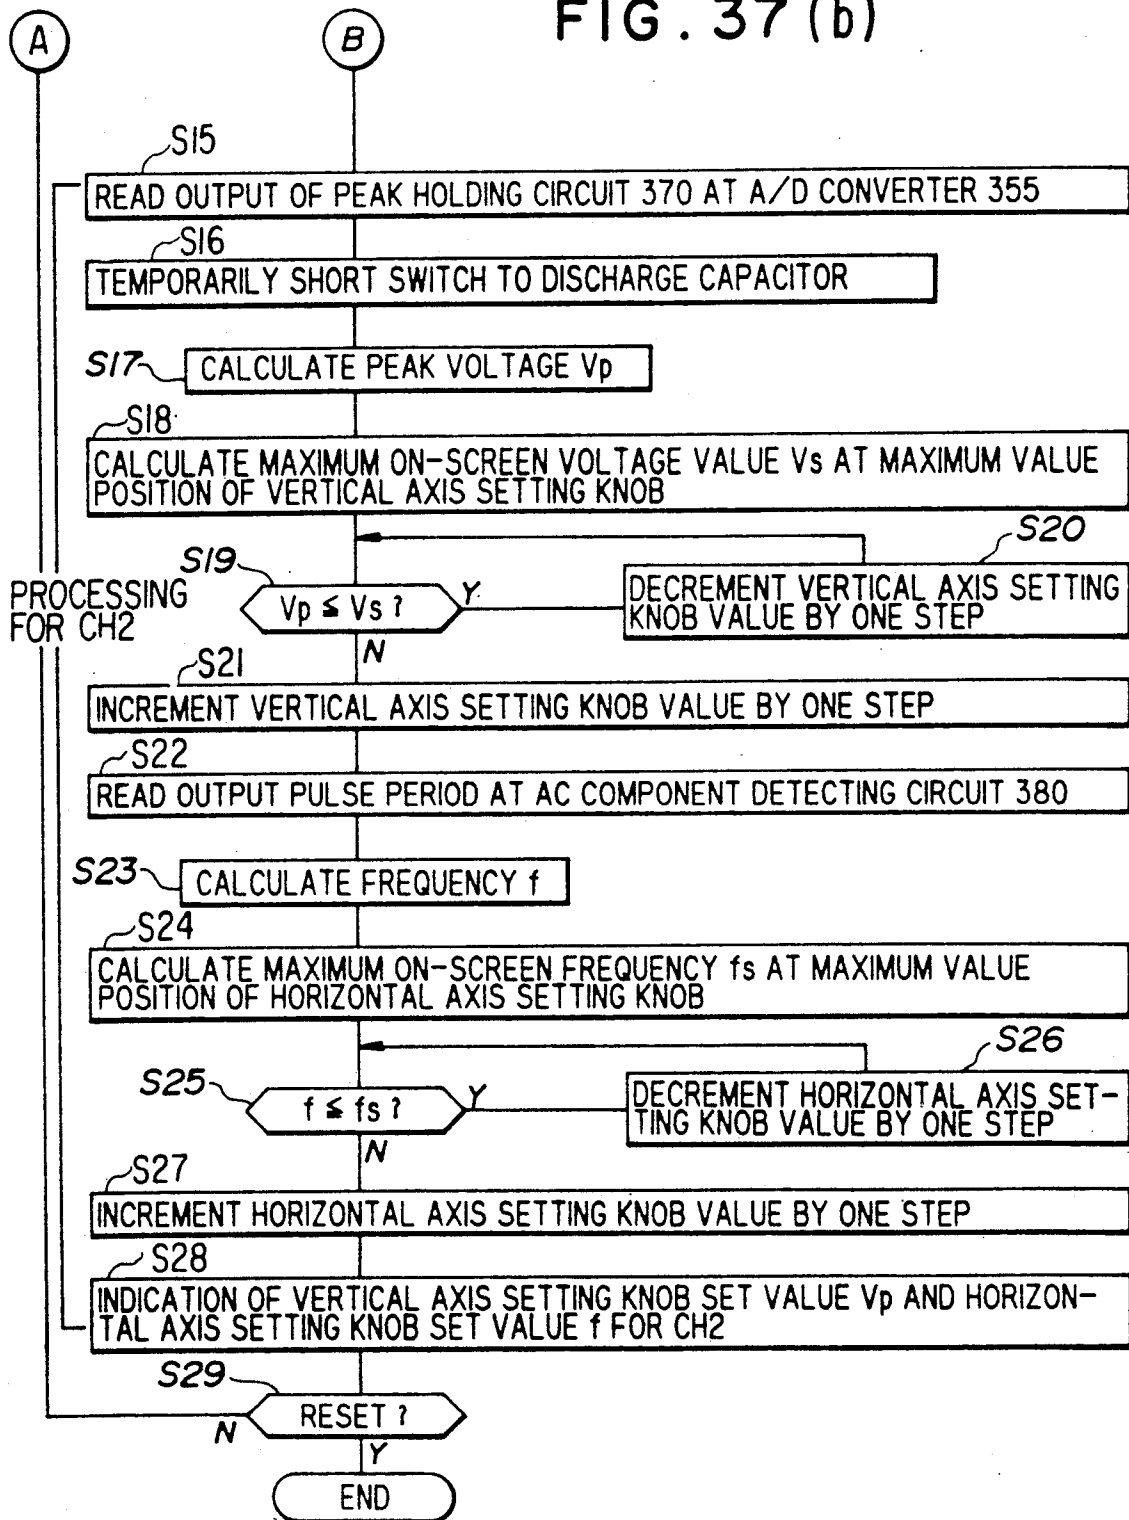 FIG. 37 (b)
A
B
S15
READ OUTPUT OF PEAK HOLDING CIRCUIT 370 AT A/D CONVERTER 355
S16
TEMPORARILY SHORT SWITCH TO DISCHARGE CAPACITOR
S17
CALCULATE PEAK VOLTAGE Vp
S18
CALCULATE MAXIMUM ON-SCREEN VOLTAGE VALUE Vs AT MAXIMUM VALUE
POSITION OF VERTICAL AXIS SETTING KNOB
S19
Vp ≦ Vs ?
Y
S20
DECREMENT VERTICAL AXIS SETTING
KNOB VALUE BY ONE STEP
PROCESSING
FOR CH2
N
S21
INCREMENT VERTICAL AXIS SETTING KNOB VALUE BY ONE STEP
S22
READ OUTPUT PULSE PERIOD AT AC COMPONENT DETECTING CIRCUIT 380
S23
CALCULATE FREQUENCY f
S24
CALCULATE MAXIMUM ON-SCREEN FREQUENCY fs AT MAXIMUM VALUE
POSITION OF HORIZONTAL AXIS SETTING KNOB
S25
f ≦ fs ?
Y
S26
DECREMENT HORIZONTAL AXIS SET-
TING KNOB VALUE BY ONE STEP
N
S27
INCREMENT HORIZONTAL AXIS SETTING KNOB VALUE BY ONE STEP
S28
INDICATION OF VERTICAL AXIS SETTING KNOB SET VALUE Vp AND HORIZON-
TAL AXIS SETTING KNOB SET VALUE f FOR CH2
S29
RESET ?
N
Y
END